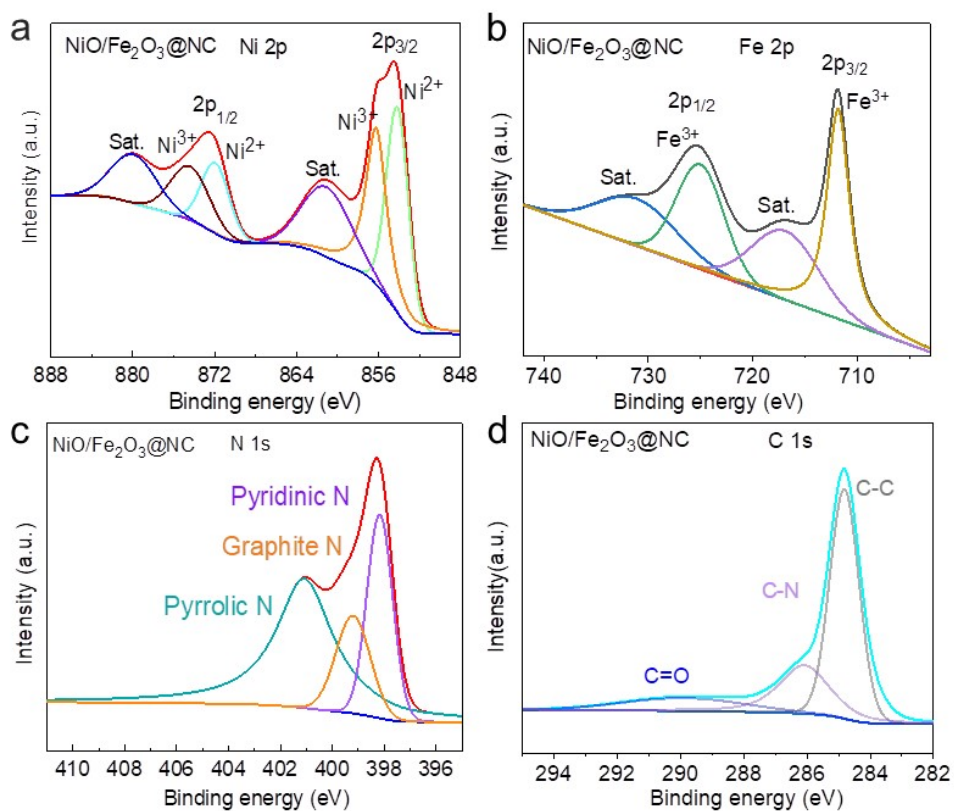 a
NiO/Fe₂O₃@NC Ni 2p
2p₃/₂
Ni²⁺
Ni³⁺
2p₁/₂
Ni³⁺
Ni²⁺
Sat.
Sat.
Intensity (a.u.)
888 880 872 864 856 848
Binding energy (eV)
b
NiO/Fe₂O₃@NC Fe 2p
2p₃/₂
Fe³⁺
2p₁/₂
Fe³⁺
Sat.
Sat.
Intensity (a.u.)
740 730 720 710
Binding energy (eV)
c
NiO/Fe₂O₃@NC N 1s
Pyridinic N
Graphite N
Pyrrolic N
Intensity (a.u.)
410 408 406 404 402 400 398 396
Binding energy (eV)
d
NiO/Fe₂O₃@NC C 1s
C-C
C-N
C=O
Intensity(a.u.)
295 290 288 286 284 282
Binding energy (eV)